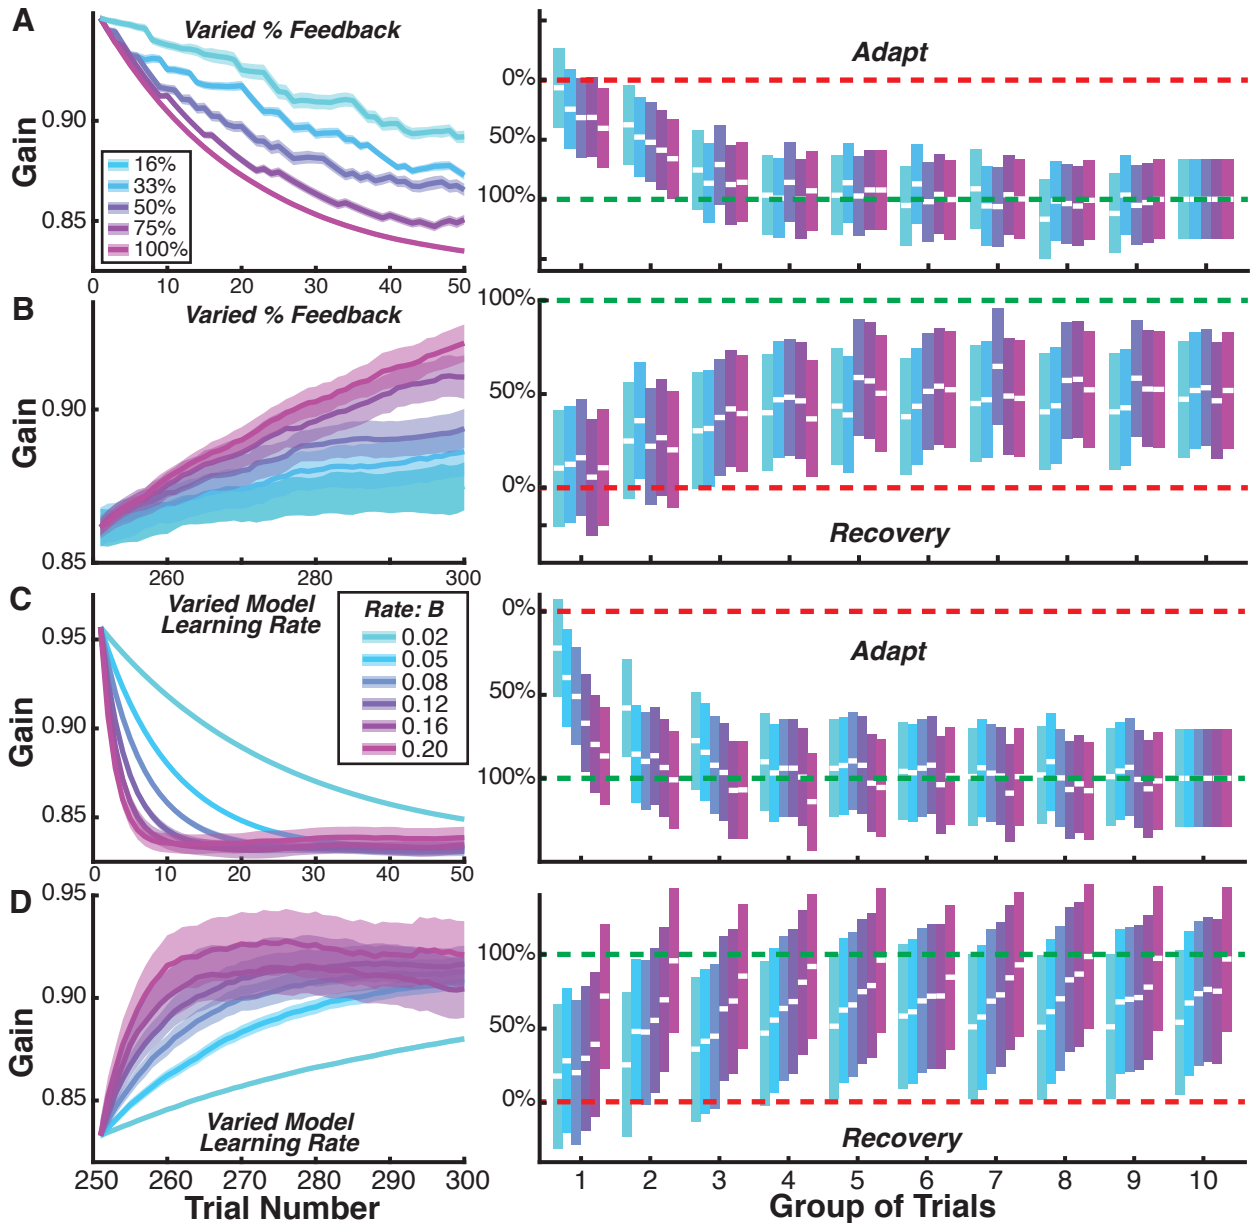 A
Varied % Feedback
Gain
0.90
0.85
16%
33%
50%
75%
100%
0 10 20 30 40 50
Adapt
0%
50%
100%
B
Varied % Feedback
Gain
0.90
0.85
260 280 300
100%
50%
0%
Recovery
C
Varied Model
Learning Rate
Gain
0.95
0.90
0.85
Rate: B
0.02
0.05
0.08
0.12
0.16
0.20
0 10 20 30 40 50
0%
50%
100%
Adapt
D
Gain
0.95
0.90
0.85
Varied Model
Learning Rate
250 260 270 280 290 300
Trial Number
100%
50%
0%
Recovery
1 2 3 4 5 6 7 8 9 10
Group of Trials